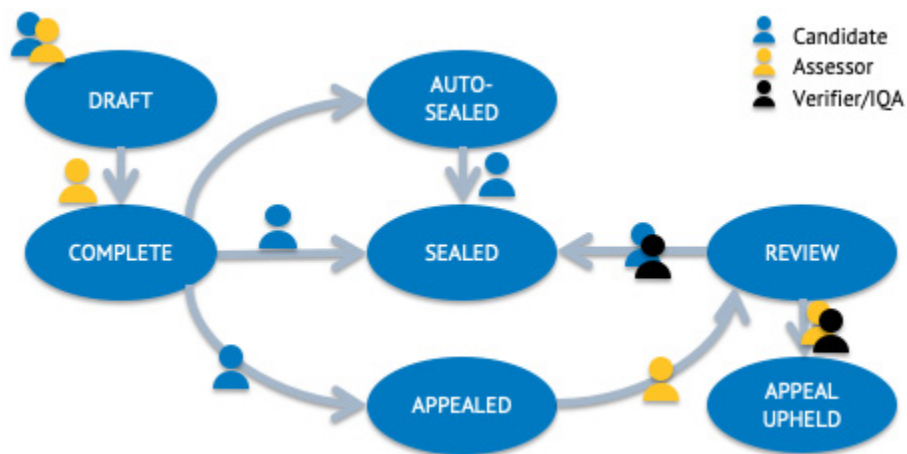 Candidate
Assessor
Verifier/IQA
DRAFT
AUTO-
SEALED
COMPLETE
SEALED
REVIEW
APPEALED
APPEAL
UPHELD